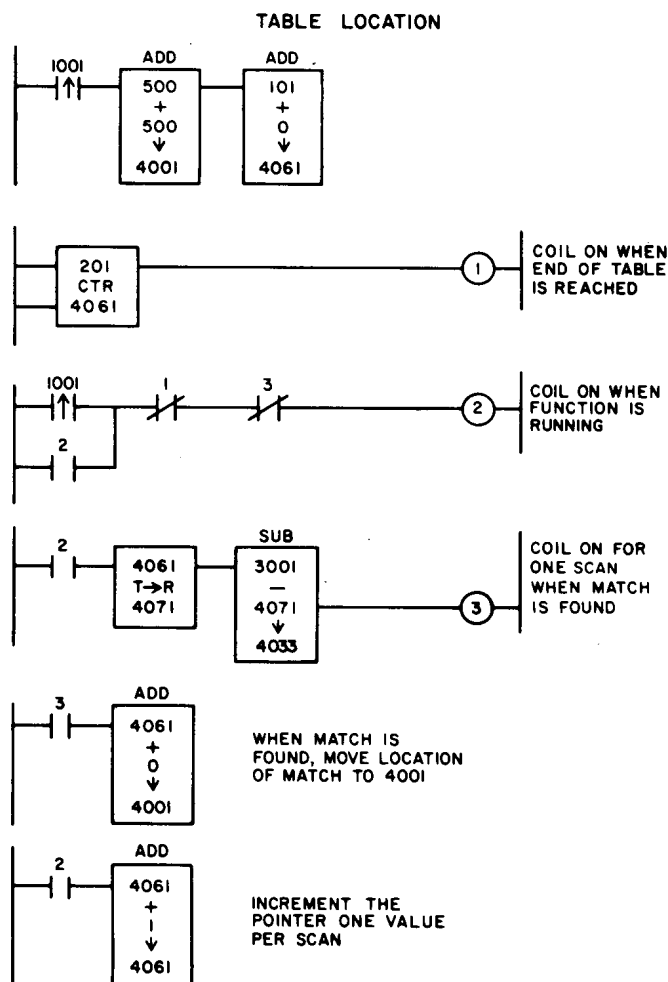 TABLE LOCATION
1001
ADD
500
+
500
↓
4001
ADD
101
+
0
↓
4061
201
CTR
4061
1
COIL ON WHEN
END OF TABLE
IS REACHED
1001
1
3
2
2
COIL ON WHEN
FUNCTION IS
RUNNING
2
4061
T→R
4071
SUB
3001
—
4071
↓
4033
3
COIL ON FOR
ONE SCAN
WHEN MATCH
IS FOUND
3
ADD
4061
+
0
↓
4001
WHEN MATCH IS
FOUND, MOVE LOCATION
OF MATCH TO 4001
2
ADD
4061
+
1
↓
4061
INCREMENT THE
POINTER ONE VALUE
PER SCAN